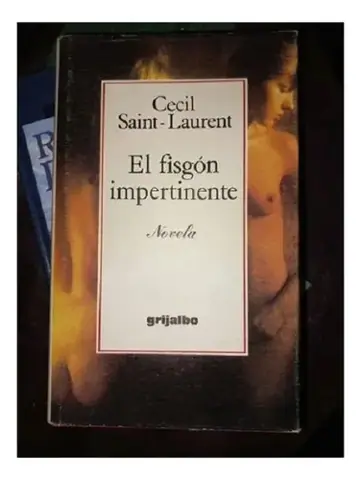 Cecil
Saint-Laurent
El fisgón
impertinente
Novela
grijalbo